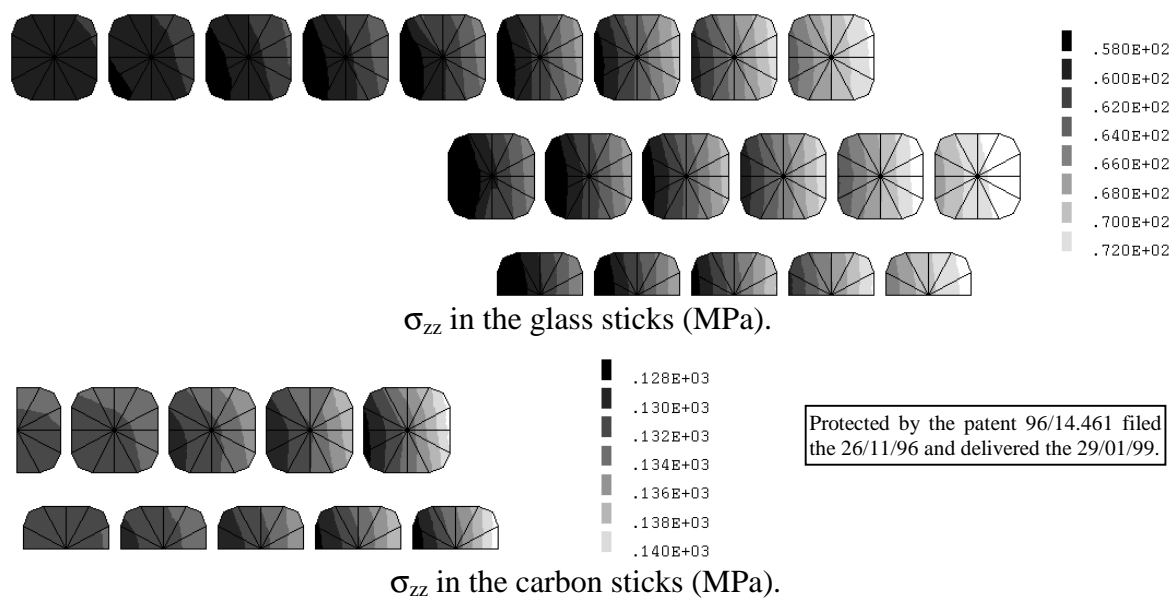 .580E+02
.600E+02
.620E+02
.640E+02
.660E+02
.680E+02
.700E+02
.720E+02
σzz in the glass sticks (MPa).
.128E+03
.130E+03
.132E+03
.134E+03
.136E+03
.138E+03
.140E+03
Protected by the patent 96/14.461 filed
the 26/11/96 and delivered the 29/01/99.
σzz in the carbon sticks (MPa).